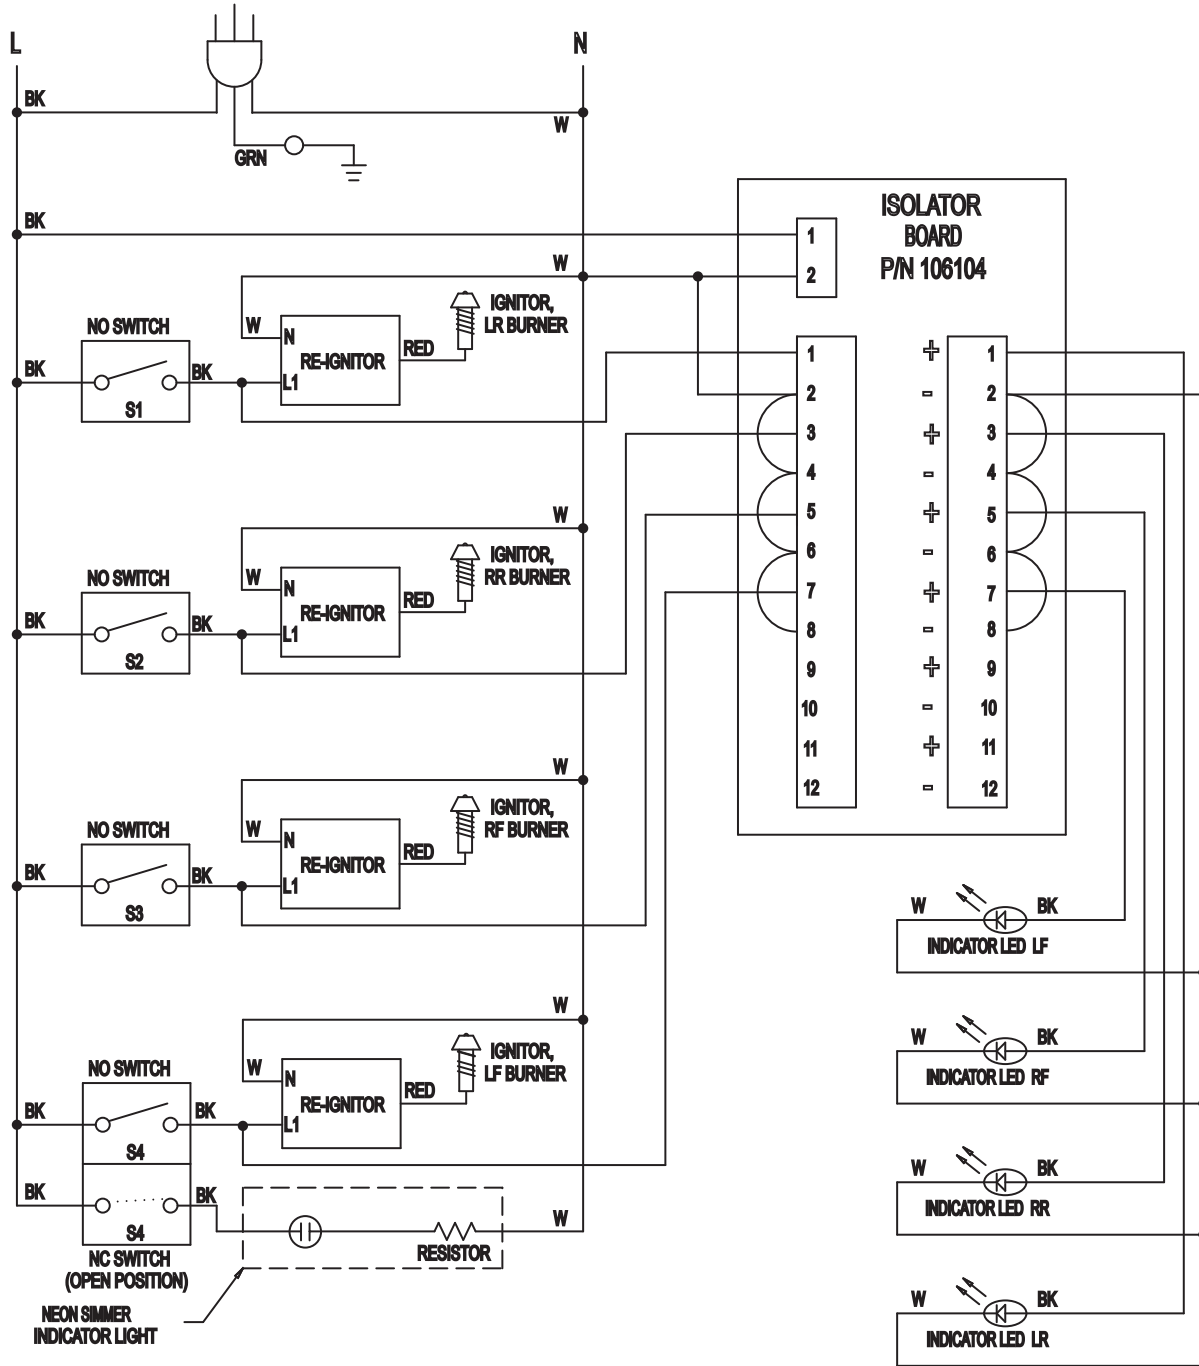 L
N
BK
W
GRN
BK
ISOLATOR
BOARD
P/N 106104
1
2
W
IGNITOR,
LR BURNER
NO SWITCH
W
N
RE-IGNITOR
RED
BK
BK
L1
S1
1 + 1
2 - 2
3 + 3
4 - 4
5 + 5
6 - 6
7 + 7
8 - 8
9 + 9
10 - 10
11 + 11
12 - 12
W
IGNITOR,
RR BURNER
NO SWITCH
W
N
RE-IGNITOR
RED
BK
BK
L1
S2
W
IGNITOR,
RF BURNER
NO SWITCH
W
N
RE-IGNITOR
RED
BK
BK
L1
S3
W BK
INDICATOR LED LF
W
IGNITOR,
LF BURNER
NO SWITCH
W
N
RE-IGNITOR
RED
BK
BK
L1
S4
W BK
INDICATOR LED RF
BK
BK
S4
W
RESISTOR
NC SWITCH
(OPEN POSITION)
NEON SIMMER
INDICATOR LIGHT
W BK
INDICATOR LED RR
W BK
INDICATOR LED LR